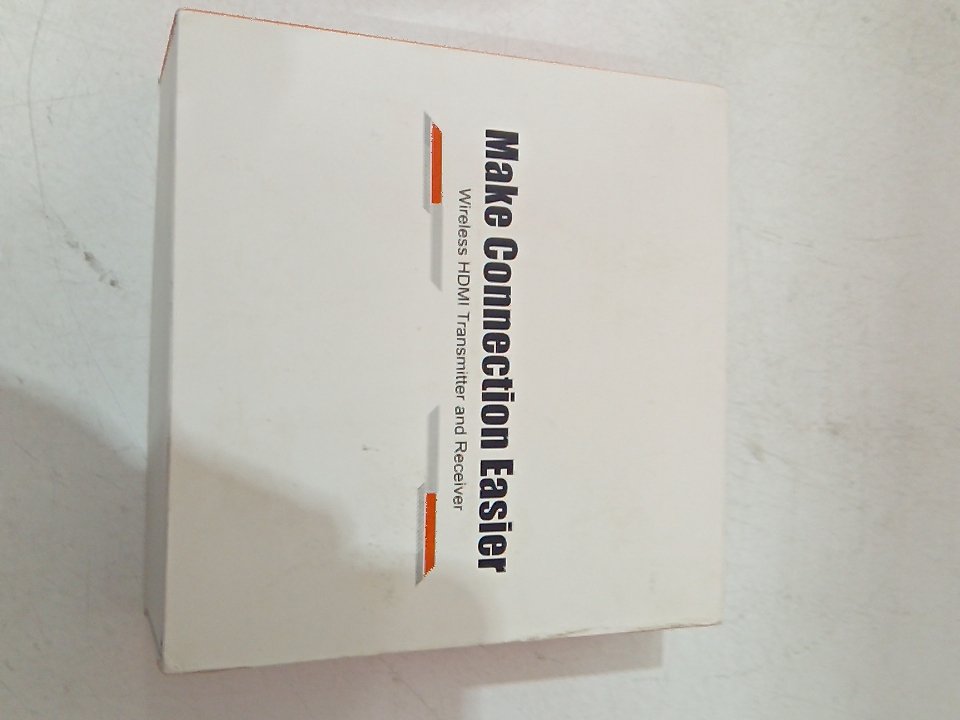 Make Connection Easier
Wireless HDMI Transmitter and Receiver